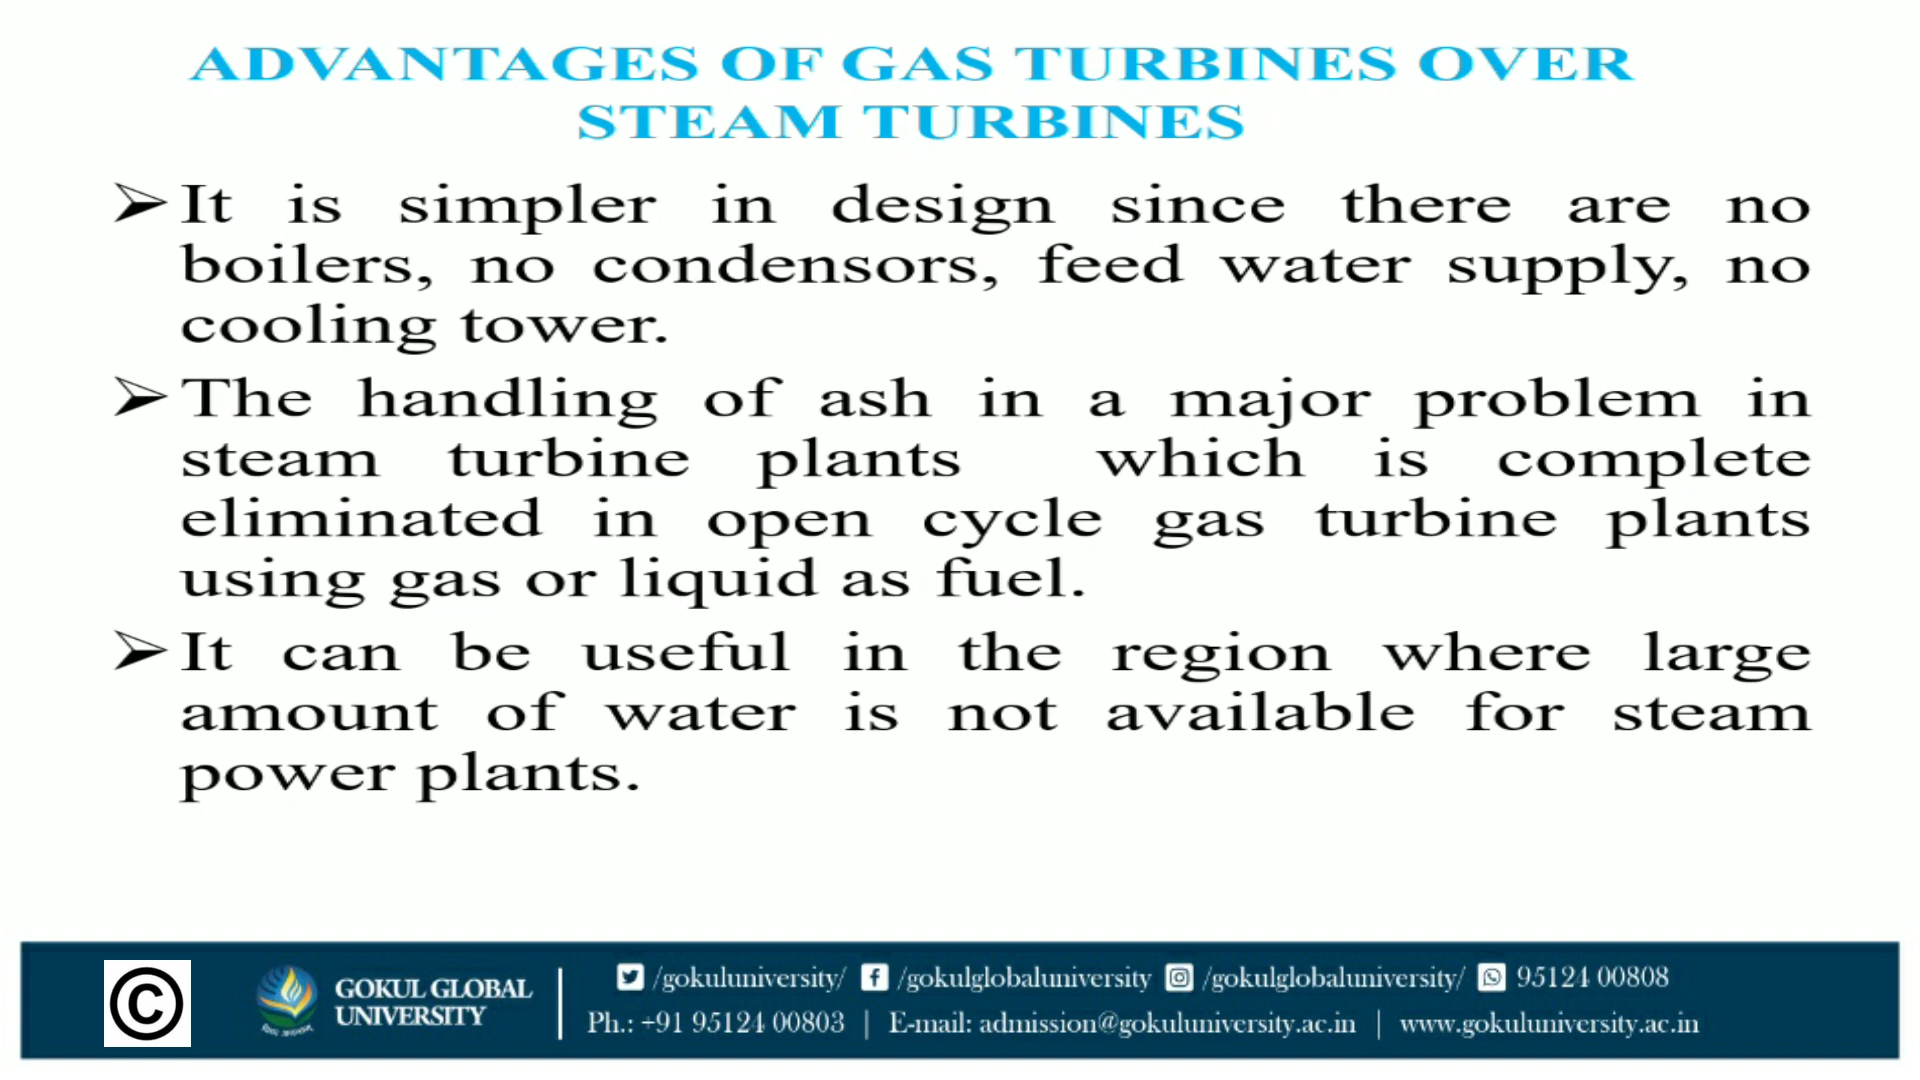 ADVANTAGES OF GAS TURBINES OVER
STEAM TURBINES
➢It is simpler in design since there are no
boilers, no condensors, feed water supply, no
cooling tower.
➢The handling of ash in a major problem in
steam turbine plants which is complete
eliminated in open cycle gas turbine plants
using gas or liquid as fuel.
➢It can be useful in the region where large
amount of water is not available for steam
power plants.
©
GOKUL GLOBAL
UNIVERSITY
/gokuluniversity/ /gokulglobaluniversity /gokulglobaluniversity/ 95124 00808
Ph.: +91 95124 00803 | E-mail: admission@gokuluniversity.ac.in | www.gokuluniversity.ac.in